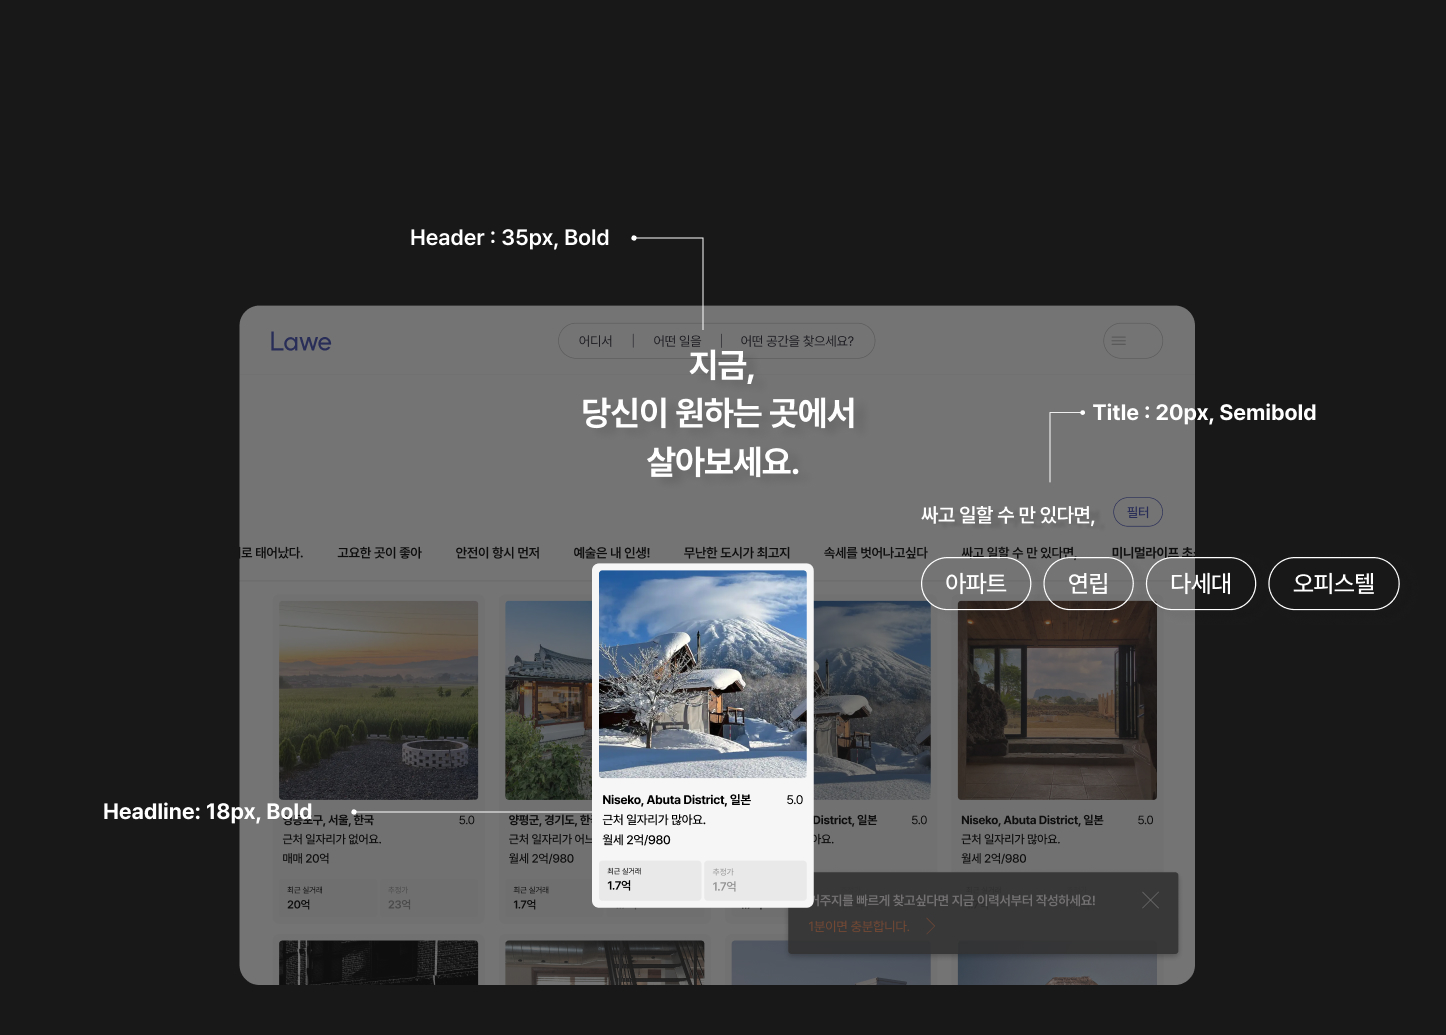 Header : 35px, Bold
Lawe
어디서
어떤 일을
어떤 공간을 찾으세요?
지금,
당신이 원하는 곳에서
살아보세요.
Title : 20px, Semibold
싸고 일할 수 만 있다면,
필터
로 태어났다.
고요한 곳이 좋아
안전이 항시 먼저
예술은 내 인생!
무난한 도시가 최고지
속세를 벗어나고싶다
싸고 일할 수 만 있다면,
미니멀라이프
아파트
연립
다세대
오피스텔
Headline: 18px, Bold
서울, 한국
5.0
근처 일자리가 없어요.
매매 20억
최근 실거래
20억
추정가
23억
양평군, 경기도,
근처 일자리가
월세 2억/980
최근 실거래
1.7억
Niseko, Abuta District, 일본
5.0
근처 일자리가 많아요.
월세 2억/980
최근 실거래
1.7억
추정가
1.7억
District, 일본
5.0
Niseko, Abuta District, 일본
5.0
근처 일자리가 많아요.
월세 2억/980
빠르게 찾고싶다면 지금 이력서부터 작성하세요!
1분이면 충분합니다.